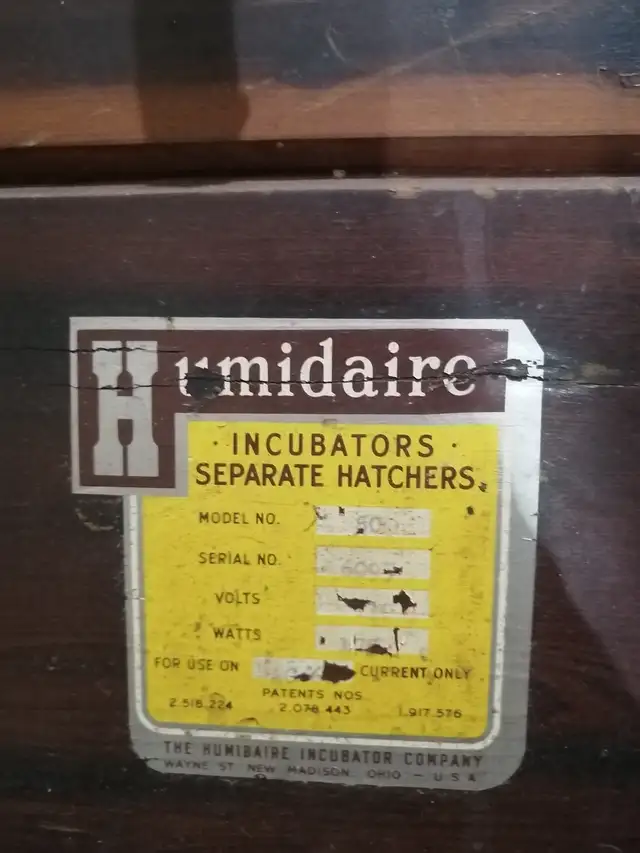 Humidaire
· INCUBATORS ·
SEPARATE HATCHERS
MODEL NO.
SERIAL NO.
VOLTS
WATTS
FOR USE ON CURRENT ONLY
PATENTS NOS.
2.518.224 2.078.443 1.917.576
THE HUMIDAIRE INCUBATOR COMPANY
WAYNE ST. NEW MADISON, OHIO - U S A